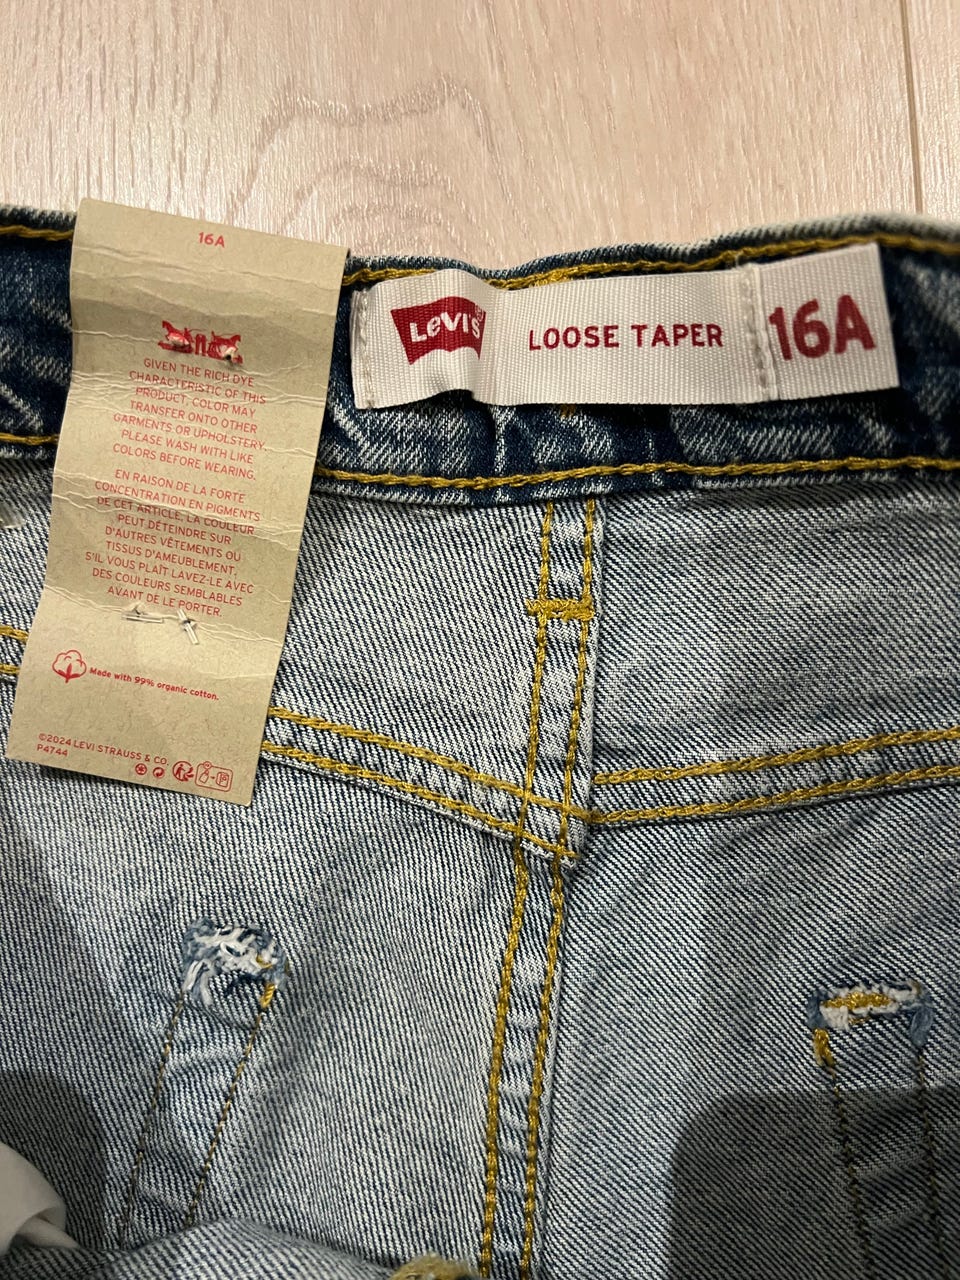 16A
GIVEN THE RICH DYE
CHARACTERISTIC OF THIS
PRODUCT, COLOR MAY
TRANSFER ONTO OTHER
GARMENTS OR UPHOLSTERY.
PLEASE WASH WITH LIKE
COLORS BEFORE WEARING.
EN RAISON DE LA FORTE
CONCENTRATION EN PIGMENTS
DE CET ARTICLE, LA COULEUR
PEUT DÉTEINDRE SUR
D'AUTRES VÊTEMENTS OU
TISSUS D'AMEUBLEMENT.
S'IL VOUS PLAÎT LAVEZ-LE AVEC
DES COULEURS SEMBLABLES
AVANT DE LE PORTER.
Made with 99% organic cotton.
©2024 LEVI STRAUSS & CO.
P4744
LEVI'S®
LOOSE TAPER
16A